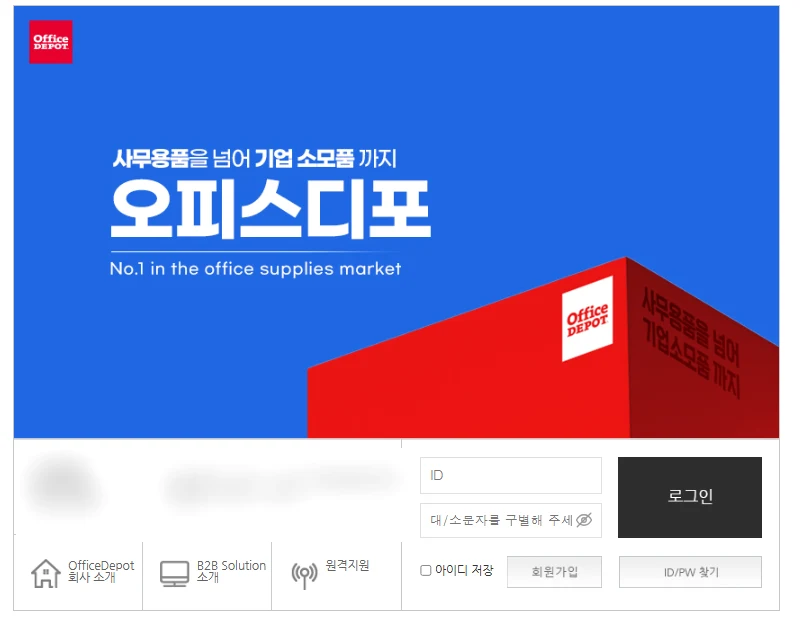 Office
DEPOT
사무용품을 넘어 기업 소모품 까지
오피스디포
No.1 in the office supplies market
Office
DEPOT
사무용품을 넘어
기업소모품 까지
ID
로그인
대/소문자를 구별해 주세
OfficeDepot
회사 소개
B2B Solution
소개
원격지원
아이디 저장
회원가입
ID/PW 찾기